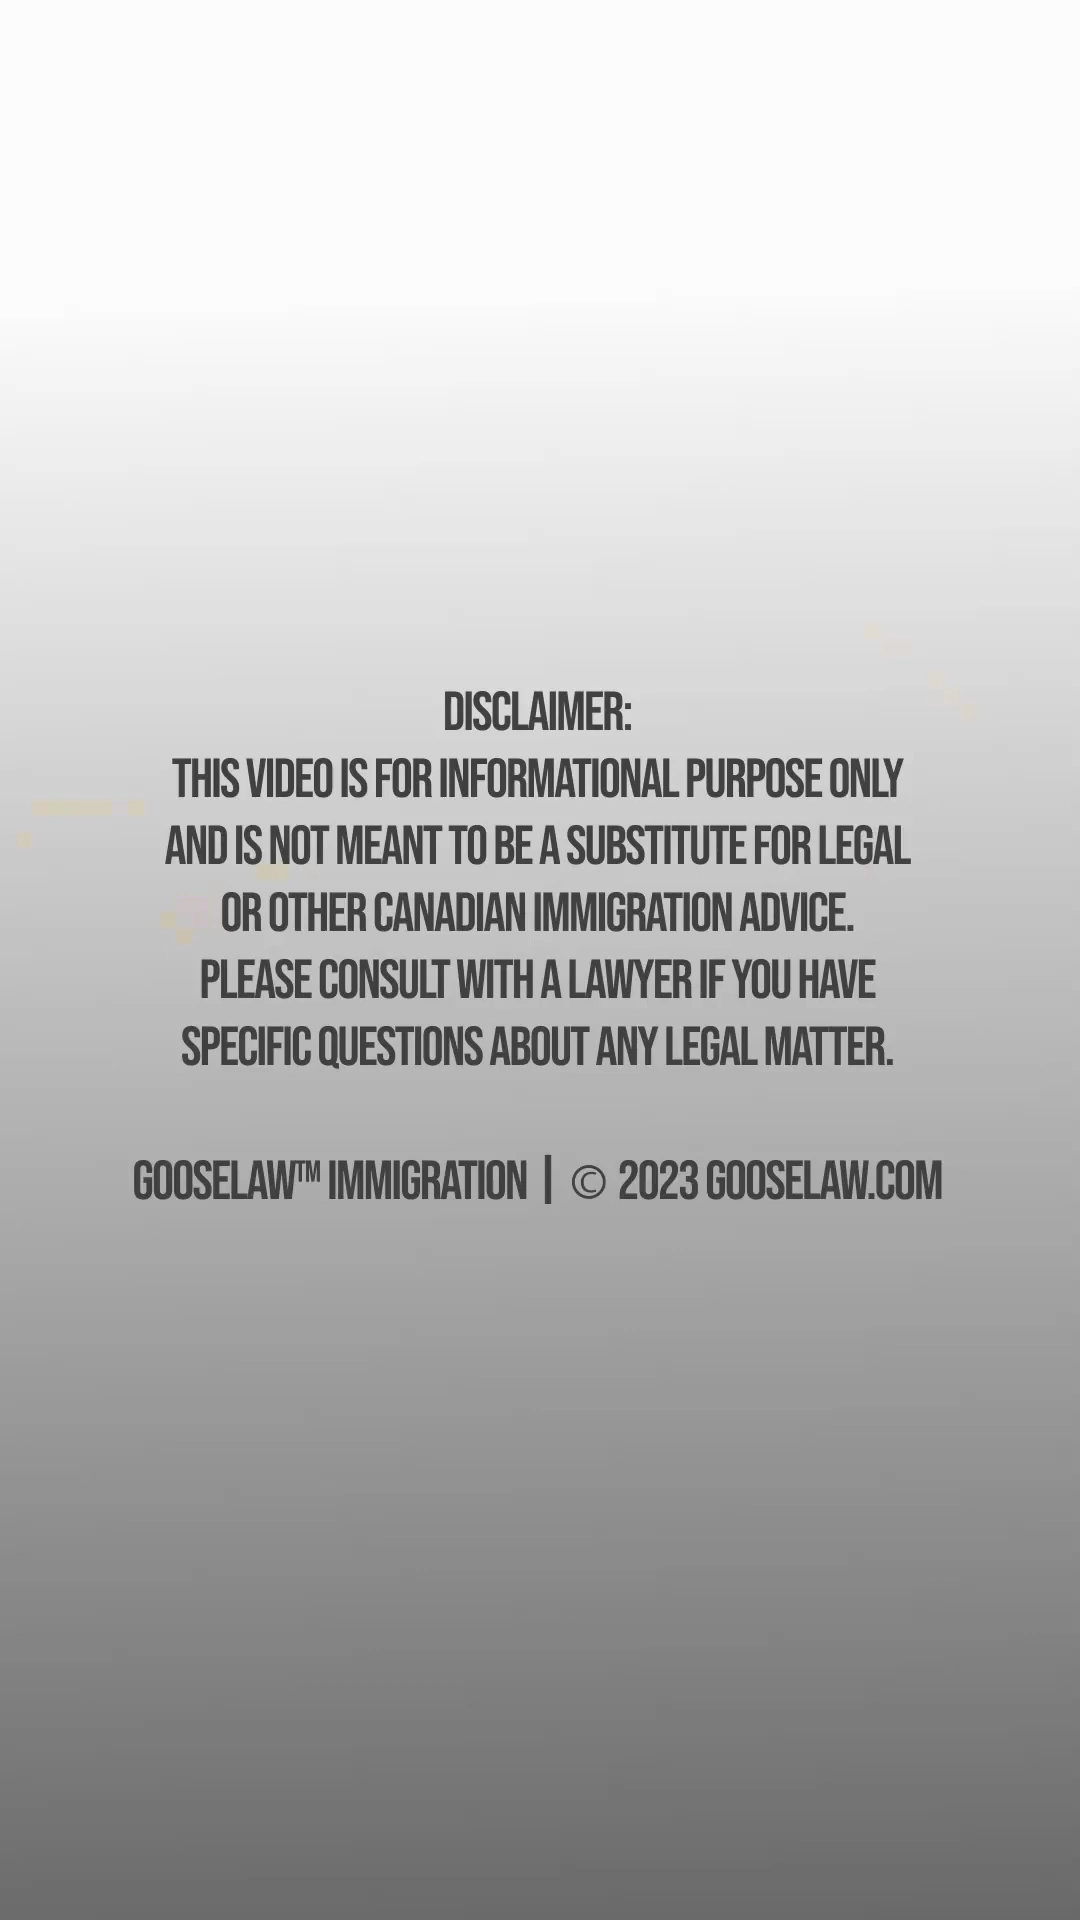 DISCLAIMER:
THIS VIDEO IS FOR INFORMATIONAL PURPOSE ONLY
AND IS NOT MEANT TO BE A SUBSTITUTE FOR LEGAL
OR OTHER CANADIAN IMMIGRATION ADVICE.
PLEASE CONSULT WITH A LAWYER IF YOU HAVE
SPECIFIC QUESTIONS ABOUT ANY LEGAL MATTER.
GOOSELAW™ IMMIGRATION | © 2023 GOOSELAW.COM